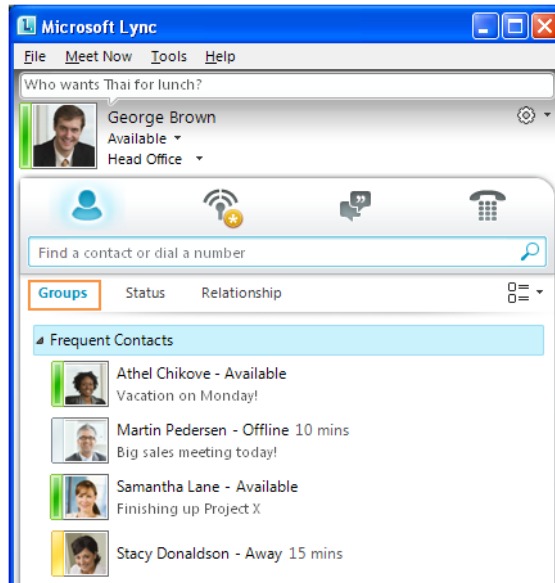 Microsoft Lync
File Meet Now Tools Help
Who wants Thai for lunch?
George Brown
Available
Head Office
Find a contact or dial a number
Groups Status Relationship
Frequent Contacts
Athel Chikove - Available
Vacation on Monday!
Martin Pedersen - Offline 10 mins
Big sales meeting today!
Samantha Lane - Available
Finishing up Project X
Stacy Donaldson - Away 15 mins